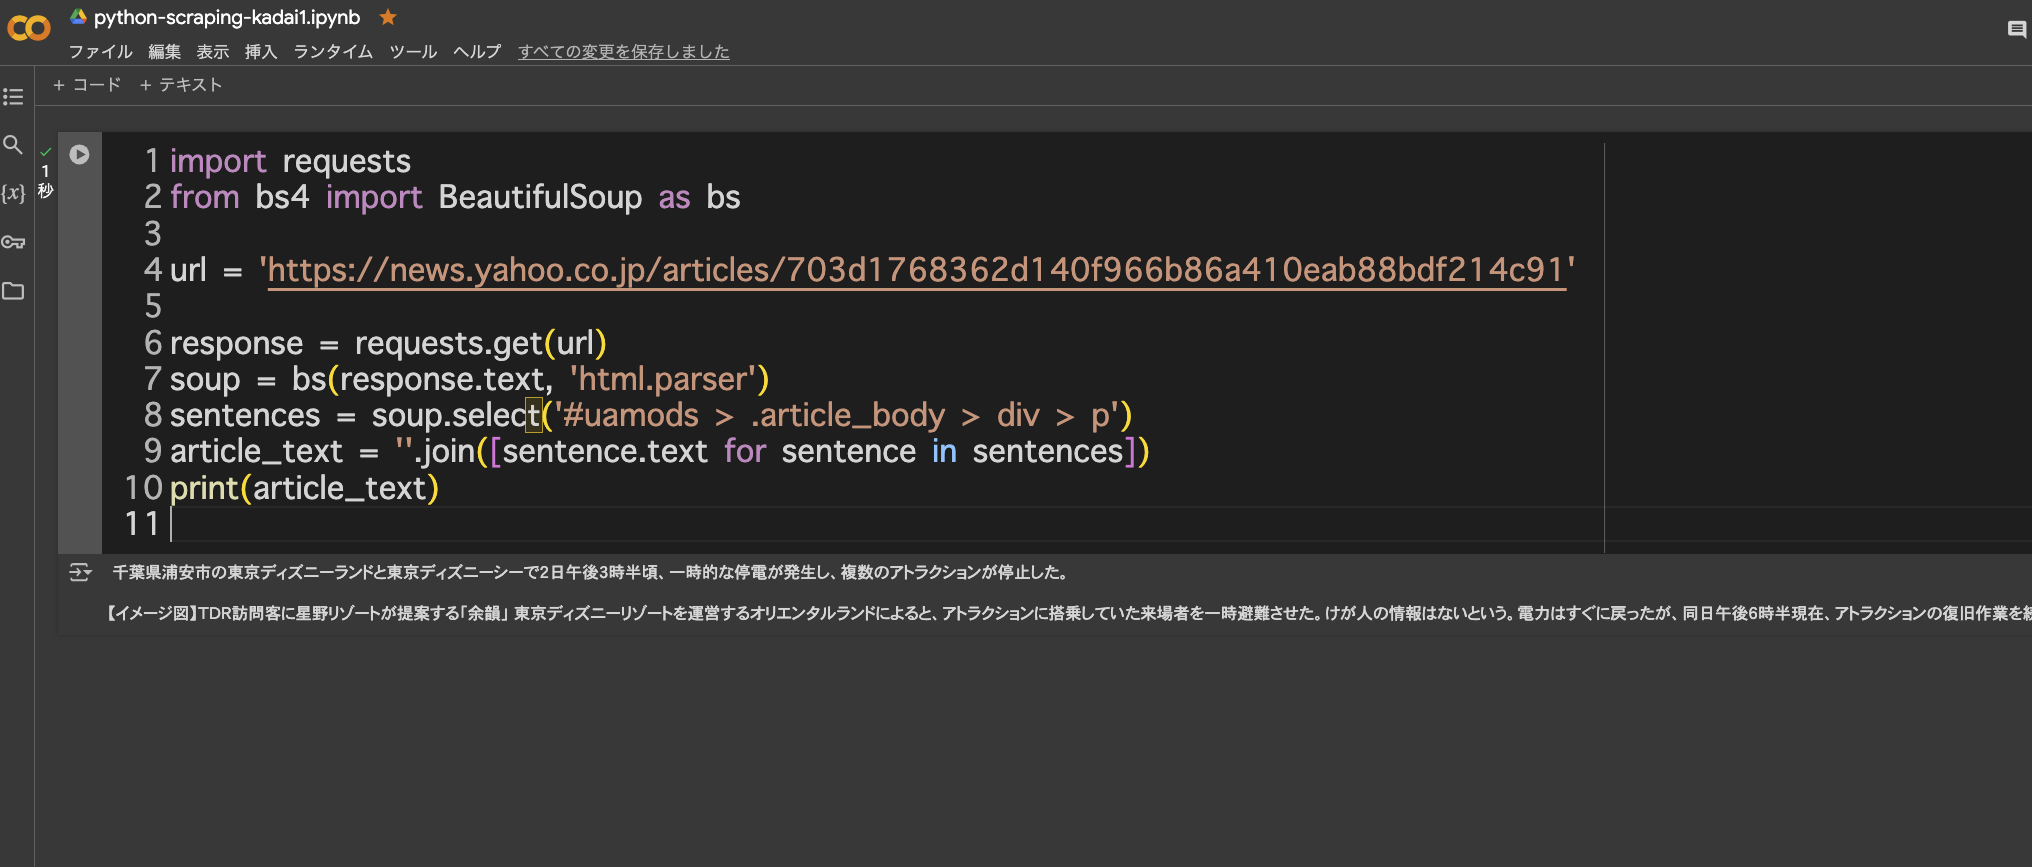 python-scraping-kadai1.ipynb
ファイル 編集 表示 挿入 ランタイム ツール ヘルプ すべての変更を保存しました
+ コード + テキスト
1秒
{x}
1 import requests
2 from bs4 import BeautifulSoup as bs
3
4 url = 'https://news.yahoo.co.jp/articles/703d1768362d140f966b86a410eab88bdf214c91'
5
6 response = requests.get(url)
7 soup = bs(response.text, 'html.parser')
8 sentences = soup.select('#uamods > .article_body > div > p')
9 article_text = ''.join([sentence.text for sentence in sentences])
10 print(article_text)
11
千葉県浦安市の東京ディズニーランドと東京ディズニーシーで2日午後3時半頃、一時的な停電が発生し、複数のアトラクションが停止した。
【イメージ図】TDR訪問客に星野リゾートが提案する「余韻」 東京ディズニーリゾートを運営するオリエンタルランドによると、アトラクションに搭乗していた来場者を一時避難させた。けが人の情報はないという。電力はすぐに戻ったが、同日午後6時半現在、アトラクションの復旧作業を